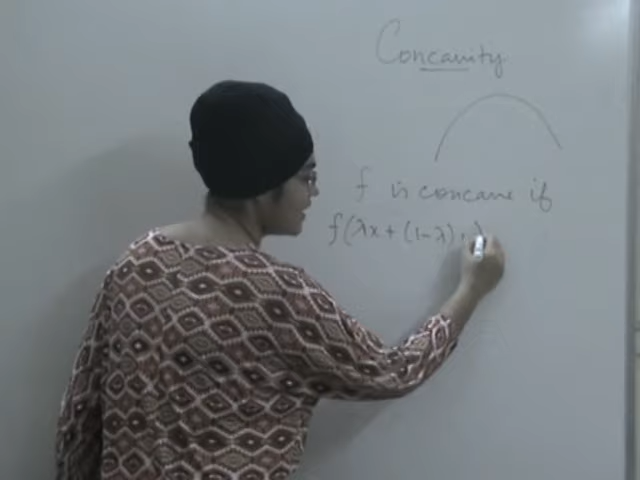 Concavity
f is concave if
f(λx + (1-λ)